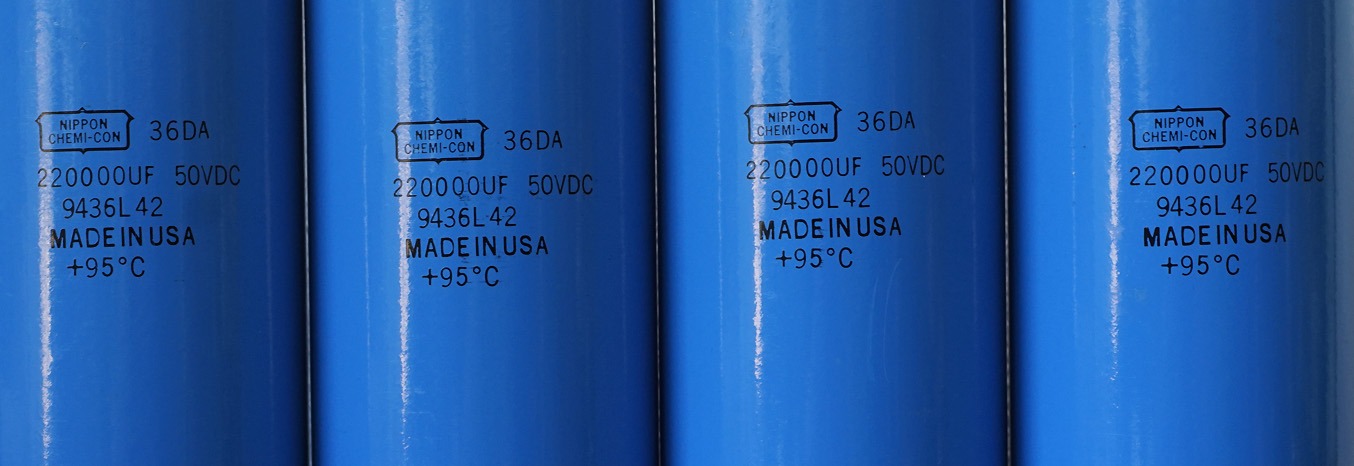 NIPPON
CHEMI-CON 36DA
220000UF 50VDC
9436L42
MADE IN USA
+95°C
NIPPON
CHEMI-CON 36DA
220000UF 50VDC
9436L42
MADE IN USA
+95°C
NIPPON
CHEMI-CON 36DA
220000UF 50VDC
9436L42
MADE IN USA
+95°C
NIPPON
CHEMI-CON 36DA
220000UF 50VDC
9436L42
MADE IN USA
+95°C